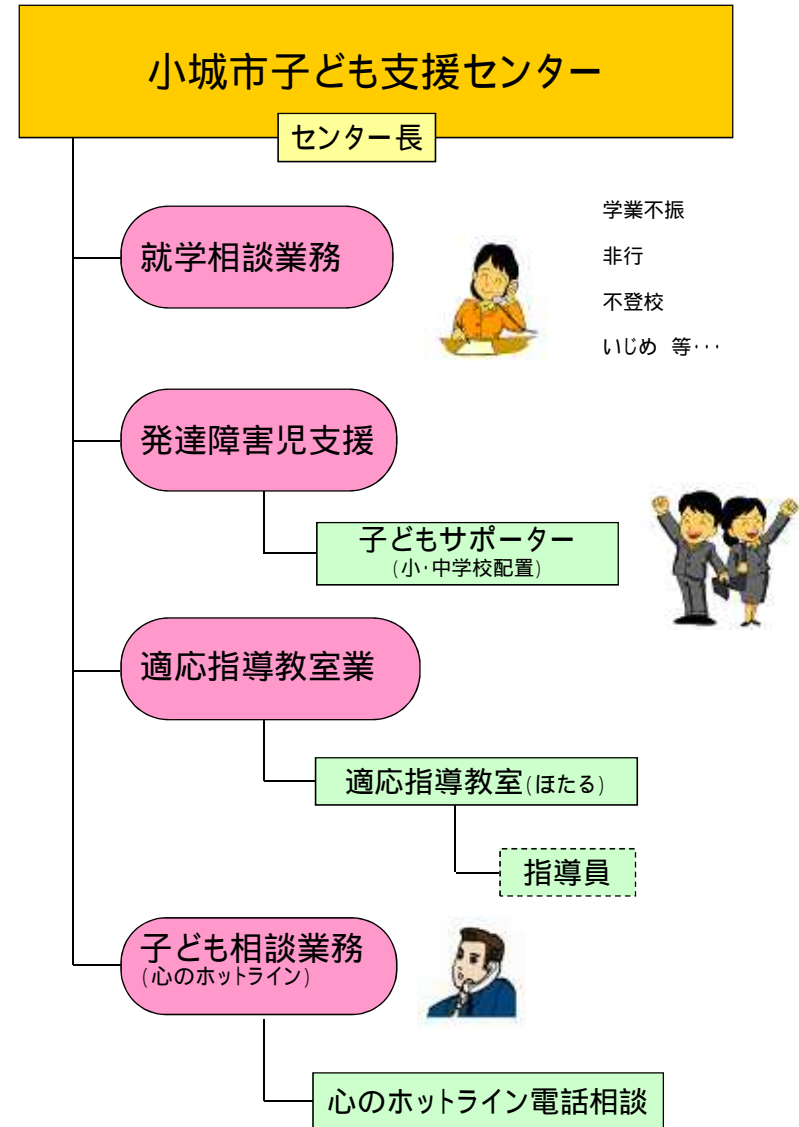 小城市子ども支援センター
センター長
就学相談業務
学業不振
非行
不登校
いじめ 等･･･
発達障害児支援
子どもサポーター
(小･中学校配置)
適応指導教室業
適応指導教室(ほたる)
指導員
子ども相談業務
(心のホットライン)
心のホットライン電話相談